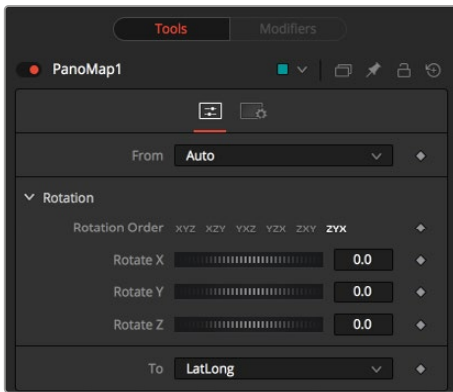 Tools Modifiers
PanoMap1
From Auto
Rotation
Rotation Order XYZ XZY YXZ YZX ZXY ZYX
Rotate X 0.0
Rotate Y 0.0
Rotate Z 0.0
To LatLong